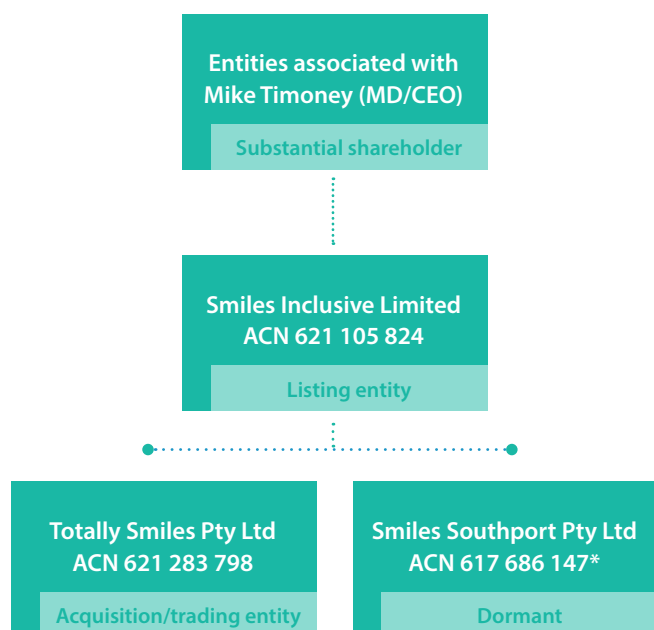 Entities associated with
Mike Timoney (MD/CEO)
Substantial shareholder
Smiles Inclusive Limited
ACN 621 105 824
Listing entity
Totally Smiles Pty Ltd
ACN 621 283 798
Acquisition/trading entity
Smiles Southport Pty Ltd
ACN 617 686 147*
Dormant